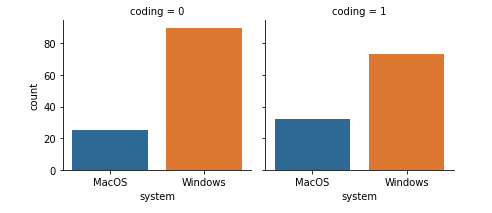 coding = 0
coding = 1
count
80
60
40
20
0
MacOS
Windows
MacOS
Windows
system
system